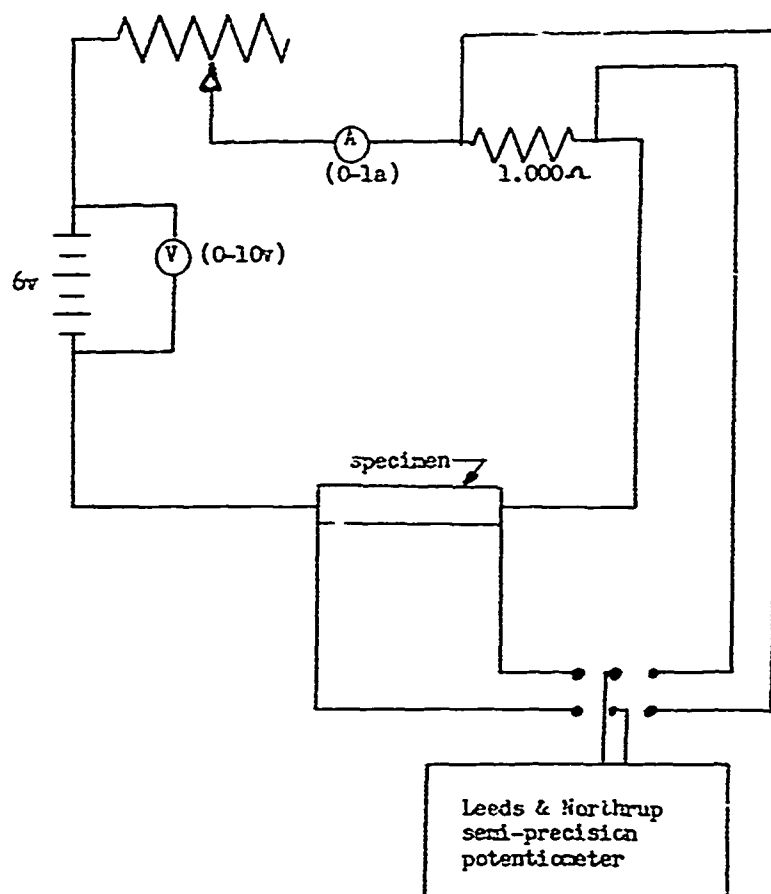 A
(0-1a)
1.000Ω
V
(0-10v)
6v
specimen
Leeds & Northrup
semi-precision
potentiometer